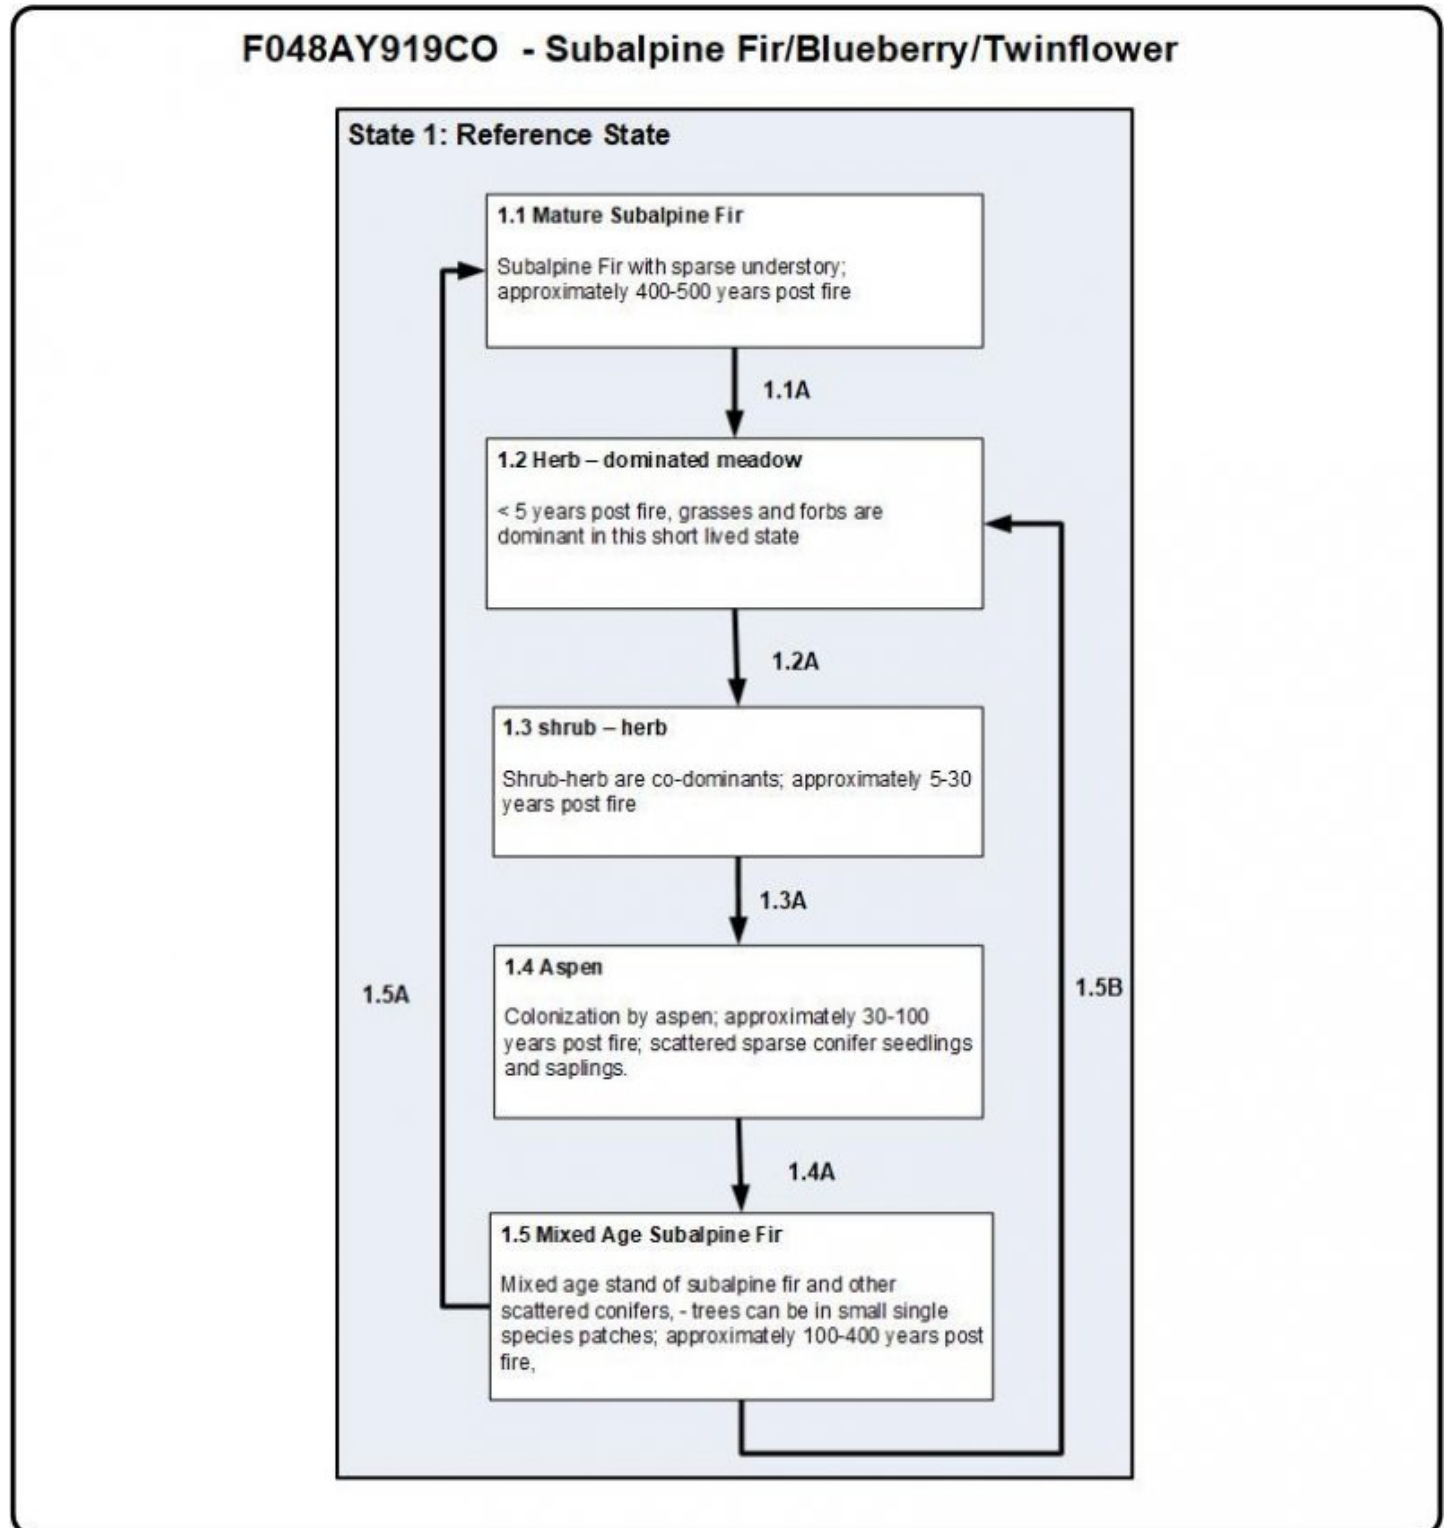 F048AY919CO - Subalpine Fir/Blueberry/Twinflower
State 1: Reference State
1.1 Mature Subalpine Fir
Subalpine Fir with sparse understory;
approximately 400-500 years post fire
1.1A
1.2 Herb – dominated meadow
< 5 years post fire, grasses and forbs are
dominant in this short lived state
1.2A
1.3 shrub – herb
Shrub-herb are co-dominants; approximately 5-30
years post fire
1.3A
1.4 Aspen
Colonization by aspen; approximately 30-100
years post fire; scattered sparse conifer seedlings
and saplings.
1.5A
1.5B
1.4A
1.5 Mixed Age Subalpine Fir
Mixed age stand of subalpine fir and other
scattered conifers, - trees can be in small single
species patches; approximately 100-400 years post
fire,